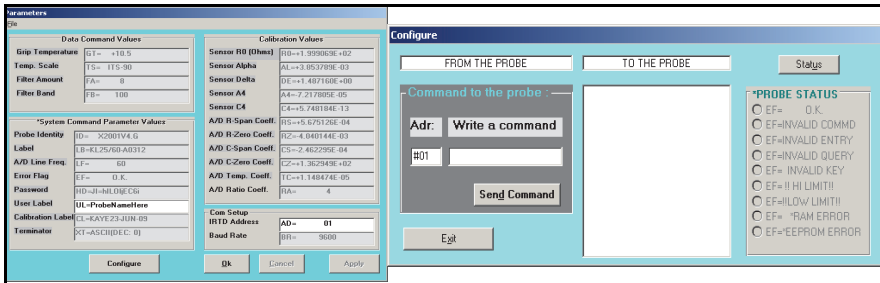 Parameters
File
Data Command Values
Grip Temperature GT= +10.5
Temp. Scale TS= ITS-90
Filter Amount FA= 8
Filter Band FB= 100
*System Command Parameter Values
Probe Identity ID= X2001V4.G
Label LB=KL25/60-A0312
A/D Line Freq. LF= 60
Error Flag EF= O.K.
Password
User Label UL=ProbeNameHere
Calibration Label CL=KAYE23-JUN-09
Terminator XT=ASCII(DEC: 0)
Configure
Calibration Values
Sensor R0 (Ohms) R0=+1.999069E+02
Sensor Alpha AL=+3.853789E-03
Sensor Delta DE=+1.487160E+00
Sensor A4 A4=-7.217805E-05
Sensor C4 C4=+5.748184E-13
A/D R-Span Coeff. RS=+5.675126E-04
A/D R-Zero Coeff. RZ=-4.040144E-03
A/D C-Span Coeff. CS=-2.462295E-04
A/D C-Zero Coeff. CZ=+1.362949E+02
A/D Temp. Coeff. TC=+1.148474E-05
A/D Ratio Coeff. RA= 4
Com Setup
IRTD Address AD= 01
Baud Rate BR= 9600
Ok Cancel Apply
Configure
FROM THE PROBE TO THE PROBE Status
Command to the probe :
Adr: Write a command
#01
Send Command
Exit
*PROBE STATUS
EF= O.K.
EF=INVALID COMMD
EF=INVALID ENTRY
EF=INVALID QUERY
EF= INVALID KEY
EF= !! HI LIMIT!!
EF=!!LOW LIMIT!!
EF= *RAM ERROR
EF=*EEPROM ERROR